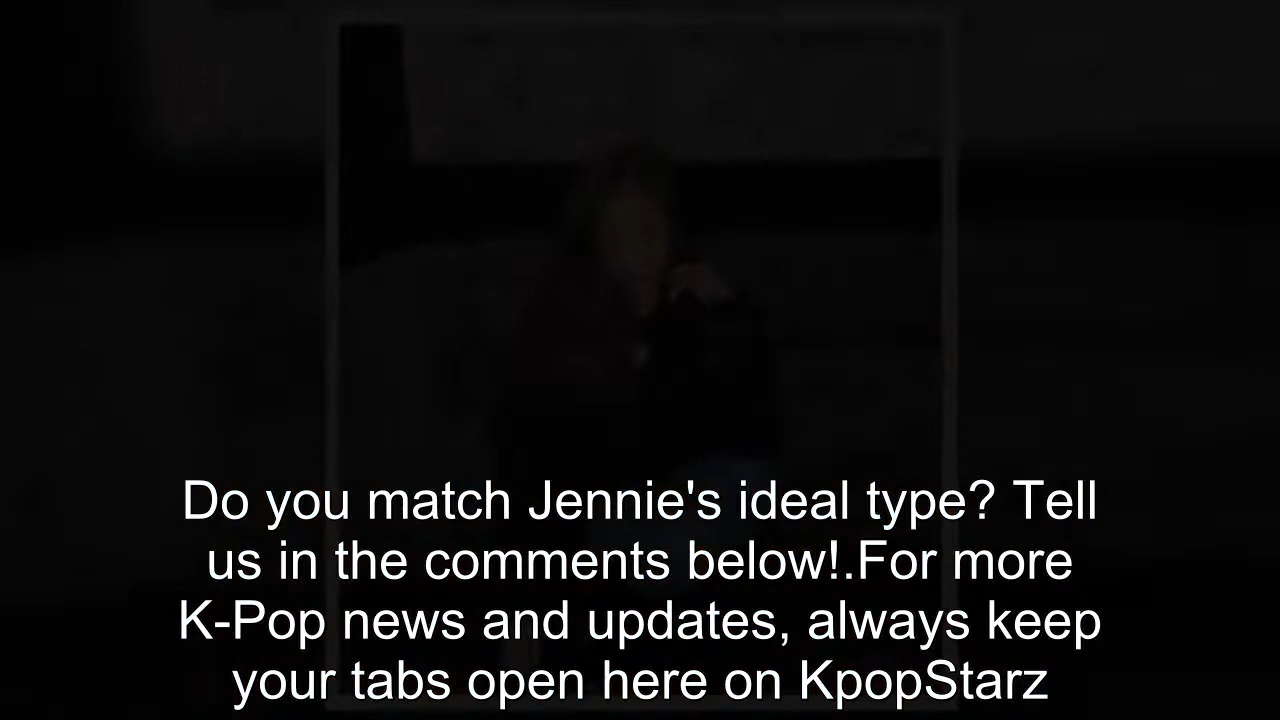 Do you match Jennie's ideal type? Tell
us in the comments below!.For more
K-Pop news and updates, always keep
your tabs open here on KpopStarz